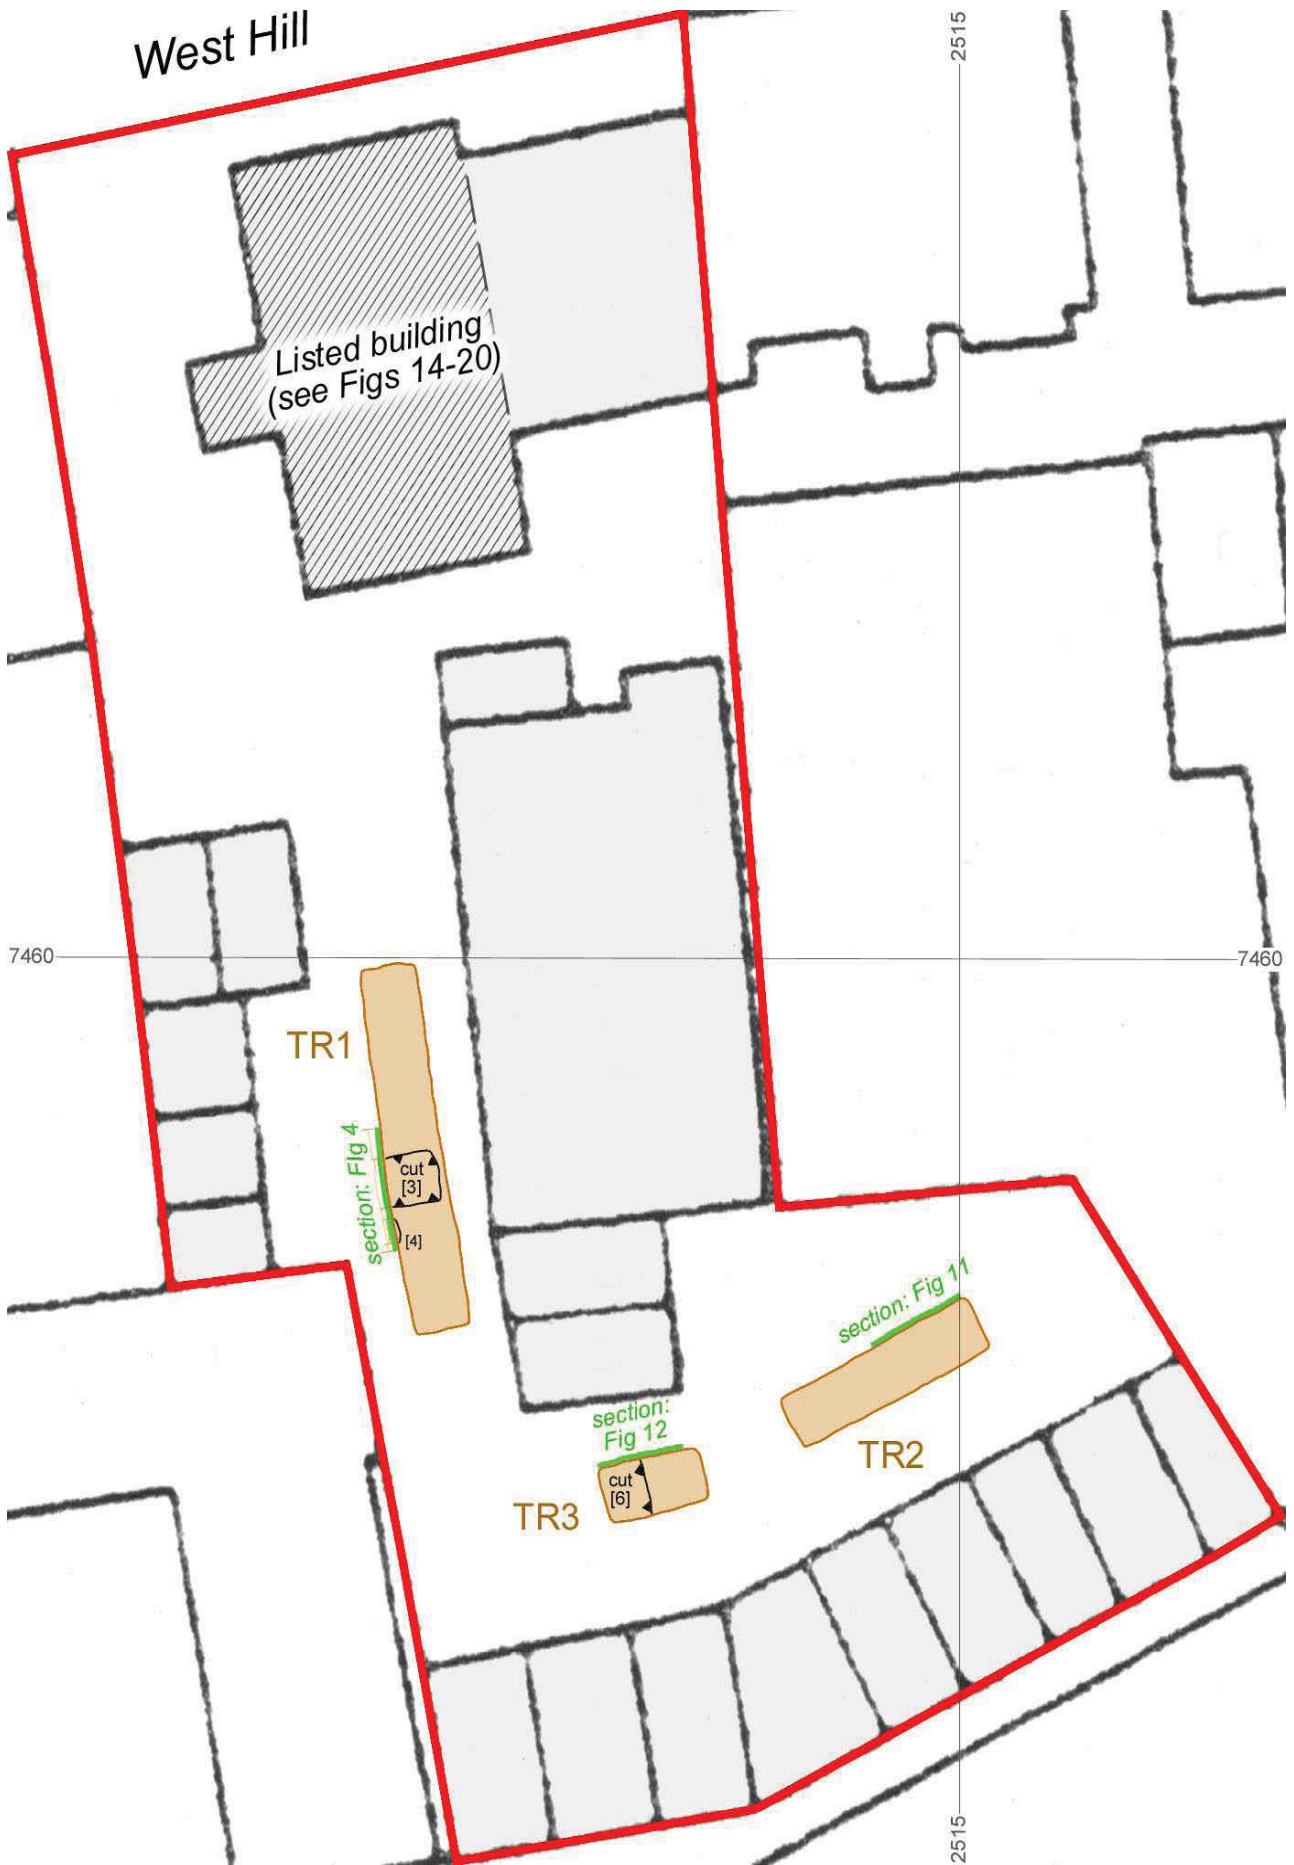 West Hill
2515
Listed building
(see Figs 14-20)
7460
7460
TR1
section: FIg 4
cut
[3]
[4]
section: Fig 11
section:
Fig 12
TR2
cut
[6]
TR3
2515